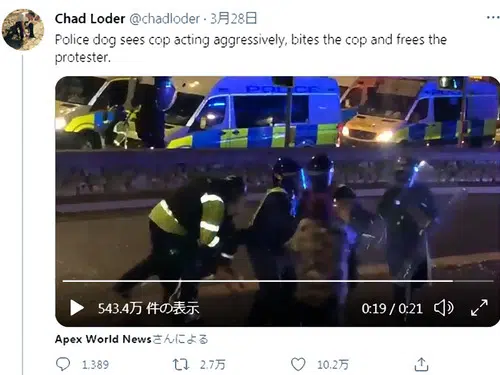 Chad Loder @chadloder · 3月28日
Police dog sees cop acting aggressively, bites the cop and frees the
protester.
POLICE
543.4万 件の表示
0:19 / 0:21
Apex World Newsさんによる
1,389
2.7万
10.2万